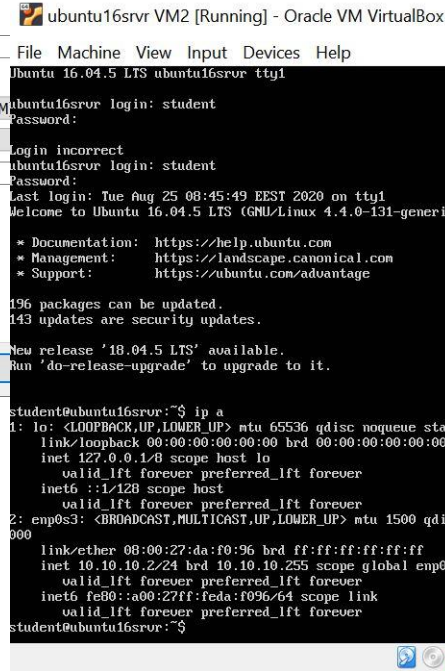 ubuntu16srvr VM2 [Running] - Oracle VM VirtualBox
File Machine View Input Devices Help
Ubuntu 16.04.5 LTS ubuntu16srvr tty1
ubuntu16srvr login: student
Password:
Login incorrect
ubuntu16srvr login: student
Password:
Last login: Tue Aug 25 08:45:49 EEST 2020 on tty1
Welcome to Ubuntu 16.04.5 LTS (GNU/Linux 4.4.0-131-generi
* Documentation: https://help.ubuntu.com
* Management: https://landscape.canonical.com
* Support: https://ubuntu.com/advantage
196 packages can be updated.
143 updates are security updates.
New release '18.04.5 LTS' available.
Run 'do-release-upgrade' to upgrade to it.
student@ubuntu16srvr:~$ ip a
1: lo: <LOOPBACK,UP,LOWER_UP> mtu 65536 qdisc noqueue sta
link/loopback 00:00:00:00:00:00 brd 00:00:00:00:00:00
inet 127.0.0.1/8 scope host lo
valid_lft forever preferred_lft forever
inet6 ::1/128 scope host
valid_lft forever preferred_lft forever
2: enp0s3: <BROADCAST,MULTICAST,UP,LOWER_UP> mtu 1500 qdi
000
link/ether 08:00:27:da:f0:96 brd ff:ff:ff:ff:ff:ff
inet 10.10.10.2/24 brd 10.10.10.255 scope global enp0
valid_lft forever preferred_lft forever
inet6 fe80::a00:27ff:feda:f096/64 scope link
valid_lft forever preferred_lft forever
student@ubuntu16srvr:~$